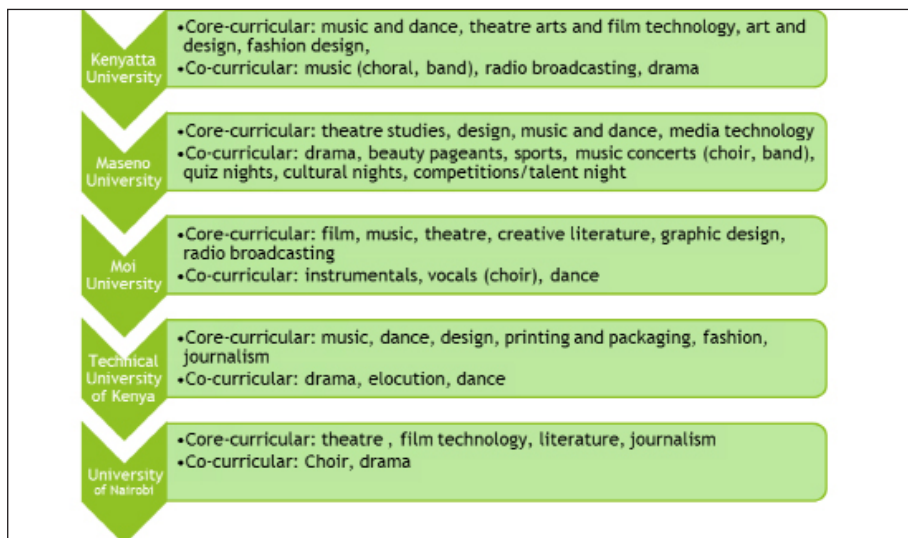 Kenyatta
University
•Core-curricular: music and dance, theatre arts and film technology, art and
design, fashion design,
•Co-curricular: music (choral, band), radio broadcasting, drama
Maseno
University
•Core-curricular: theatre studies, design, music and dance, media technology
•Co-curricular: drama, beauty pageants, sports, music concerts (choir, band),
quiz nights, cultural nights, competitions/talent night
Moi
University
•Core-curricular: film, music, theatre, creative literature, graphic design,
radio broadcasting
•Co-curricular: instrumentals, vocals (choir), dance
Technical
University
of Kenya
•Core-curricular: music, dance, design, printing and packaging, fashion,
journalism
•Co-curricular: drama, elocution, dance
University
of Nairobi
•Core-curricular: theatre , film technology, literature, journalism
•Co-curricular: Choir, drama